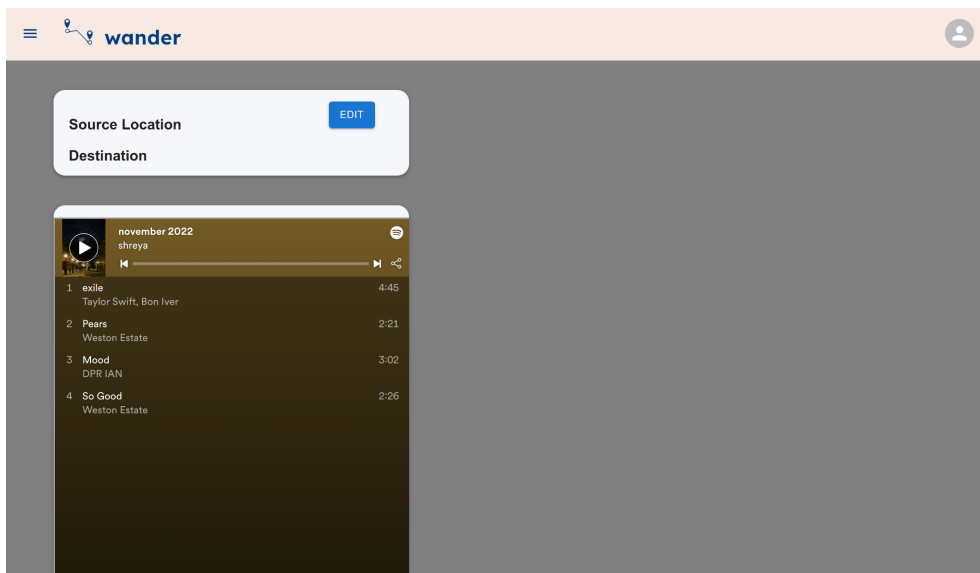 wander
EDIT
Source Location
Destination
november 2022
shreya
1 exile 4:45
Taylor Swift, Bon Iver
2 Pears 2:21
Weston Estate
3 Mood 3:02
DPR IAN
4 So Good 2:26
Weston Estate